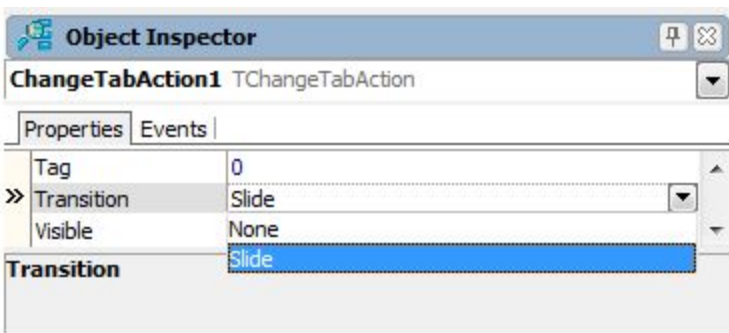 Object Inspector
ChangeTabAction1 TChangeTabAction
Properties Events
Tag 0
» Transition Slide
Visible None
Slide
Transition